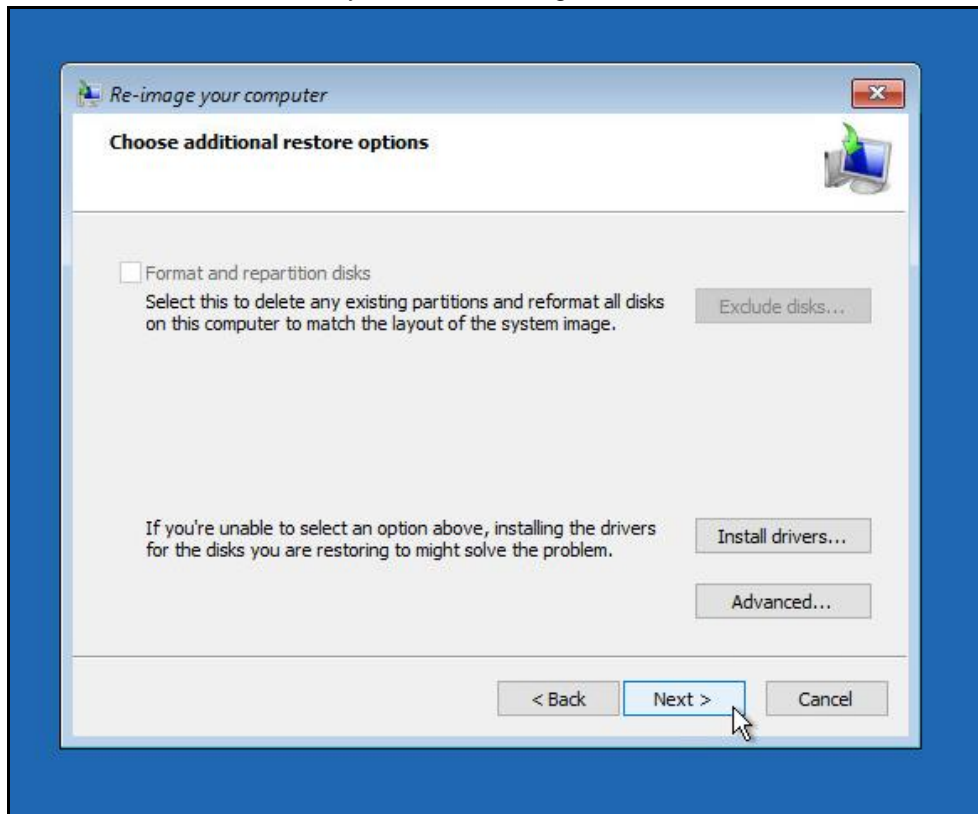 Re-image your computer
Choose additional restore options
Format and repartition disks
Select this to delete any existing partitions and reformat all disks
on this computer to match the layout of the system image.
Exclude disks...
If you're unable to select an option above, installing the drivers
for the disks you are restoring to might solve the problem.
Install drivers...
Advanced...
< Back
Next >
Cancel